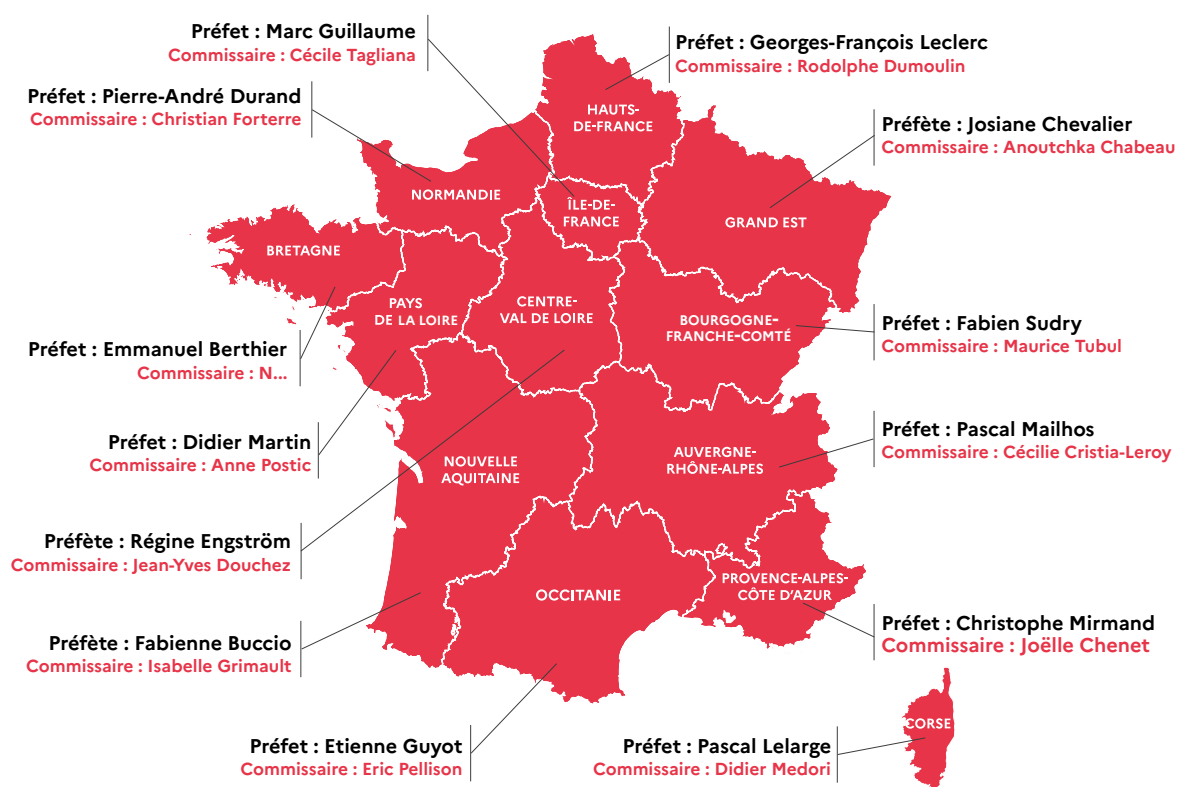 Préfet : Marc Guillaume
Commissaire : Cécile Tagliana
Préfet : Georges-François Leclerc
Commissaire : Rodolphe Dumoulin
Préfet : Pierre-André Durand
Commissaire : Christian Forterre
Préfète : Josiane Chevalier
Commissaire : Anoutchka Chabeau
HAUTS-
DE-FRANCE
NORMANDIE
ÎLE-DE-
FRANCE
GRAND EST
BRETAGNE
PAYS
DE LA LOIRE
CENTRE-
VAL DE LOIRE
BOURGOGNE-
FRANCHE-COMTÉ
Préfet : Fabien Sudry
Commissaire : Maurice Tubul
Préfet : Emmanuel Berthier
Commissaire : N...
Préfet : Didier Martin
Commissaire : Anne Postic
NOUVELLE
AQUITAINE
AUVERGNE-
RHÔNE-ALPES
Préfet : Pascal Mailhos
Commissaire : Cécilie Cristia-Leroy
Préfète : Régine Engström
Commissaire : Jean-Yves Douchez
OCCITANIE
PROVENCE-ALPES-
CÔTE D'AZUR
Préfète : Fabienne Buccio
Commissaire : Isabelle Grimault
Préfet : Christophe Mirmand
Commissaire : Joëlle Chenet
CORSE
Préfet : Etienne Guyot
Commissaire : Eric Pellison
Préfet : Pascal Lelarge
Commissaire : Didier Medori